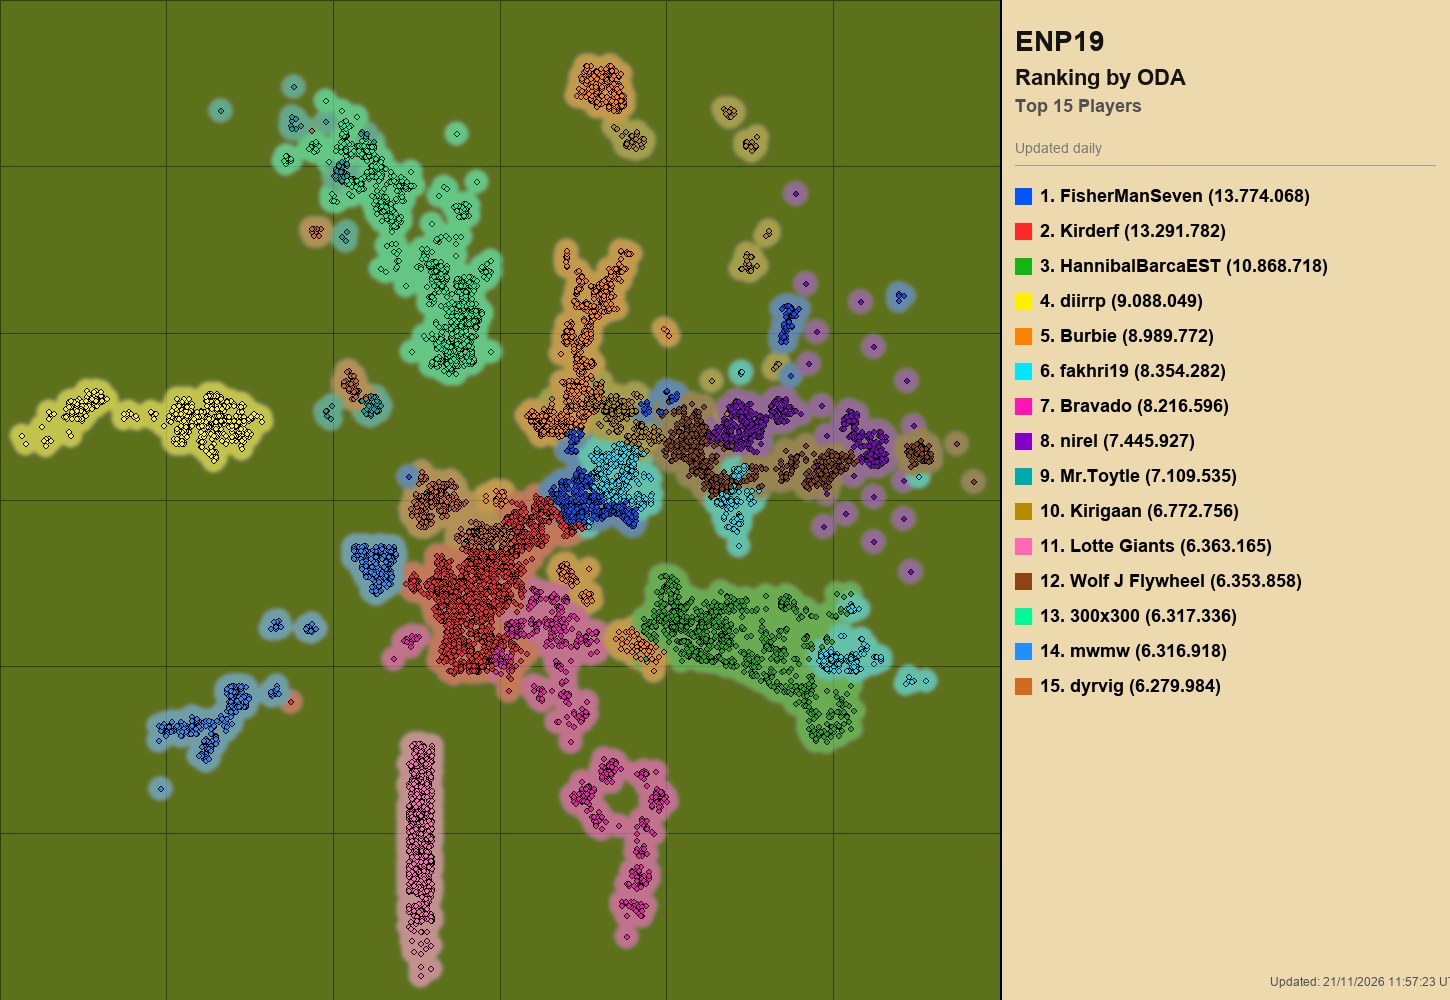 ENP19
Ranking by ODA
Top 15 Players
Updated daily
1. FisherManSeven (13.774.068)
2. Kirderf (13.291.782)
3. HannibalBarcaEST (10.868.718)
4. diirrp (9.088.049)
5. Burbie (8.989.772)
6. fakhri19 (8.354.282)
7. Bravado (8.216.596)
8. nirel (7.445.927)
9. Mr.Toytle (7.109.535)
10. Kirigaan (6.772.756)
11. Lotte Giants (6.363.165)
12. Wolf J Flywheel (6.353.858)
13. 300x300 (6.317.336)
14. mwmw (6.316.918)
15. dyrvig (6.279.984)
Updated: 21/11/2026 11:57:23 U